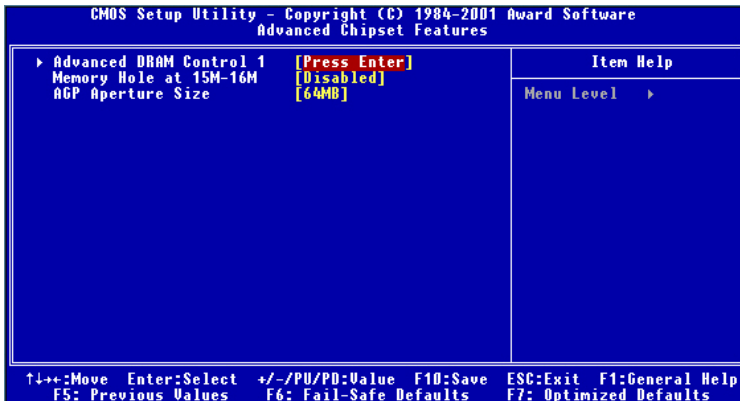 CMOS Setup Utility - Copyright (C) 1984-2001 Award Software
Advanced Chipset Features
▸ Advanced DRAM Control 1 [Press Enter]
Memory Hole at 15M-16M [Disabled]
AGP Aperture Size [64MB]
Item Help
Menu Level ▸
↑↓→←:Move Enter:Select +/-/PU/PD:Value F10:Save ESC:Exit F1:General Help
F5: Previous Values F6: Fail-Safe Defaults F7: Optimized Defaults